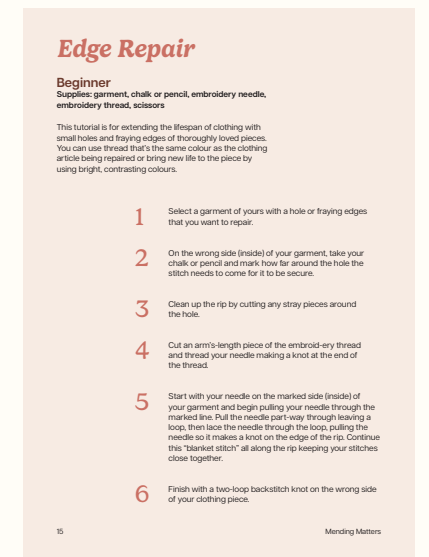 Edge Repair
Beginner
Supplies: garment, chalk or pencil, embroidery needle,
embroidery thread, scissors
This tutorial is for extending the lifespan of clothing with
small holes and fraying edges of thoroughly loved pieces.
You can use thread that's the same colour as the clothing
article being repaired or bring new life to the piece by
using bright, contrasting colours.
1
Select a garment of yours with a hole or fraying edges
that you want to repair.
2
On the wrong side (inside) of your garment, take your
chalk or pencil and mark how far around the hole the
stitch needs to come for it to be secure.
3
Clean up the rip by cutting any stray pieces around
the hole.
4
Cut an arm's-length piece of the embroid-ery thread
and thread your needle making a knot at the end of
the thread.
5
Start with your needle on the marked side (inside) of
your garment and begin pulling your needle through the
marked line. Pull the needle part-way through leaving a
loop, then lace the needle through the loop, pulling the
needle so it makes a knot on the edge of the rip. Continue
this "blanket stitch" all along the rip keeping your stitches
close together.
6
Finish with a two-loop backstitch knot on the wrong side
of your clothing piece.
15
Mending Matters